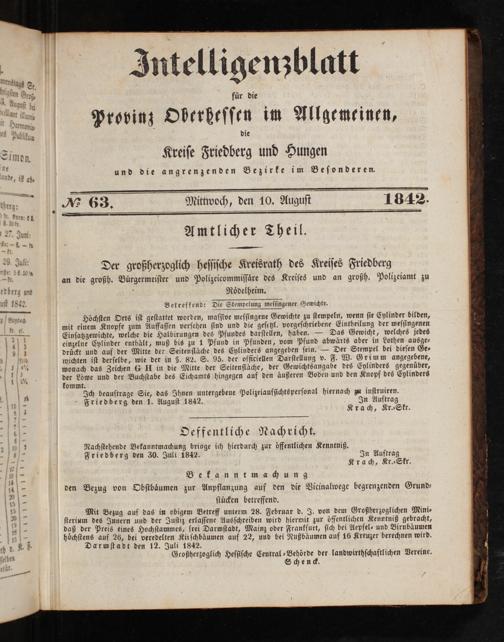 Intelligenzblatt
für die
Provinz Oberhessen im Allgemeinen,
die
Kreise Friedberg und Hungen
und die angrenzenden Bezirke im Besonderen.
№ 63. Mittwoch, den 10. August 1842.
Amtlicher Theil.
Der großherzoglich hessische Kreisrath des Kreises Friedberg
an die großh. Bürgermeister und Polizeicommissäre des Kreises und an großh. Polizeiamt zu
Rödelheim.
Betreffend: Die Stempelung messingener Gewichte.
Höchsten Orts ist gestattet worden, massive messingene Gewichte zu stempeln, wenn sie Cylinder bilden,
mit einem Knopf zum Auffassen versehen sind und die gesetzl. vorgeschriebene Eintheilung der messingenen
Einsatzgewichte, welche die Halbirungen des Pfundes darstellen, haben. — Das Gewicht, welches jedes
einzelne Cylinder enthält, muß bis zu 1 Pfund in Pfunden, vom Pfund abwärts aber in Lothen ausge-
drückt und auf der Mitte der Seitenfläche des Cylinders angegeben sein. — Der Stempel bei diesen Ge-
wichten ist derselbe, wie der in §. 82. S. 95. der officiellen Darstellung v. F. W. Grimm angegebene,
wonach das Zeichen G H in die Mitte der Seitenfläche, der Gewichtsangabe des Cylinders gegenüber,
der Löwe und der Buchstabe des Eichamts hingegen auf den äußeren Boden und den Knopf des Cylinders
kommt.
Ich beauftrage Sie, das Ihnen untergebene Polizeiaufsichtspersonal hiernach zu instruiren.
Friedberg den 1. August 1842. In Auftrag
Krach, Kr.-Skr.
Oeffentliche Nachricht.
Nachstehende Bekanntmachung bringe ich hierdurch zur öffentlichen Kenntniß.
Friedberg den 30. Juli 1842. In Auftrag
Krach, Kr.-Skr.
Bekanntmachung
den Bezug von Obstbäumen zur Anpflanzung auf den die Vicinalwege begrenzenden Grund-
stücken betreffend.
Mit Bezug auf das in obigem Betreff unterm 28. Februar d. J. von dem Großherzoglichen Mini-
sterium des Innern und der Justiz erlassene Ausschreiben wird hiermit zur öffentlichen Kenntniß gebracht,
daß der Preis eines Hochstammes, frei Darmstadt, Mainz oder Frankfurt, sich bei Aepfel- und Birnbäumen
höchstens auf 26, bei veredelten Kirschbäumen auf 22, und bei Nußbäumen auf 16 Kreuzer berechnen wird.
Darmstadt den 12. Juli 1842.
Großherzoglich Hessische Central-Behörde der landwirthschaftlichen Vereine.
Schenck.